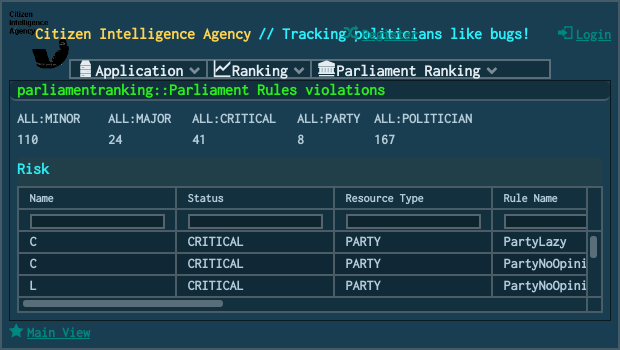 Citizen
Intelligence
Agency
Citizen Intelligence Agency // Tracking politicians like bugs!
Register
Login
Application
Ranking
Parliament Ranking
parliamentranking::Parliament Rules violations
ALL:MINOR ALL:MAJOR ALL:CRITICAL ALL:PARTY ALL:POLITICIAN
110 24 41 8 167
Risk
Name Status Resource Type Rule Name
C CRITICAL PARTY PartyLazy
C CRITICAL PARTY PartyNoOpini
L CRITICAL PARTY PartyNoOpini
Main View